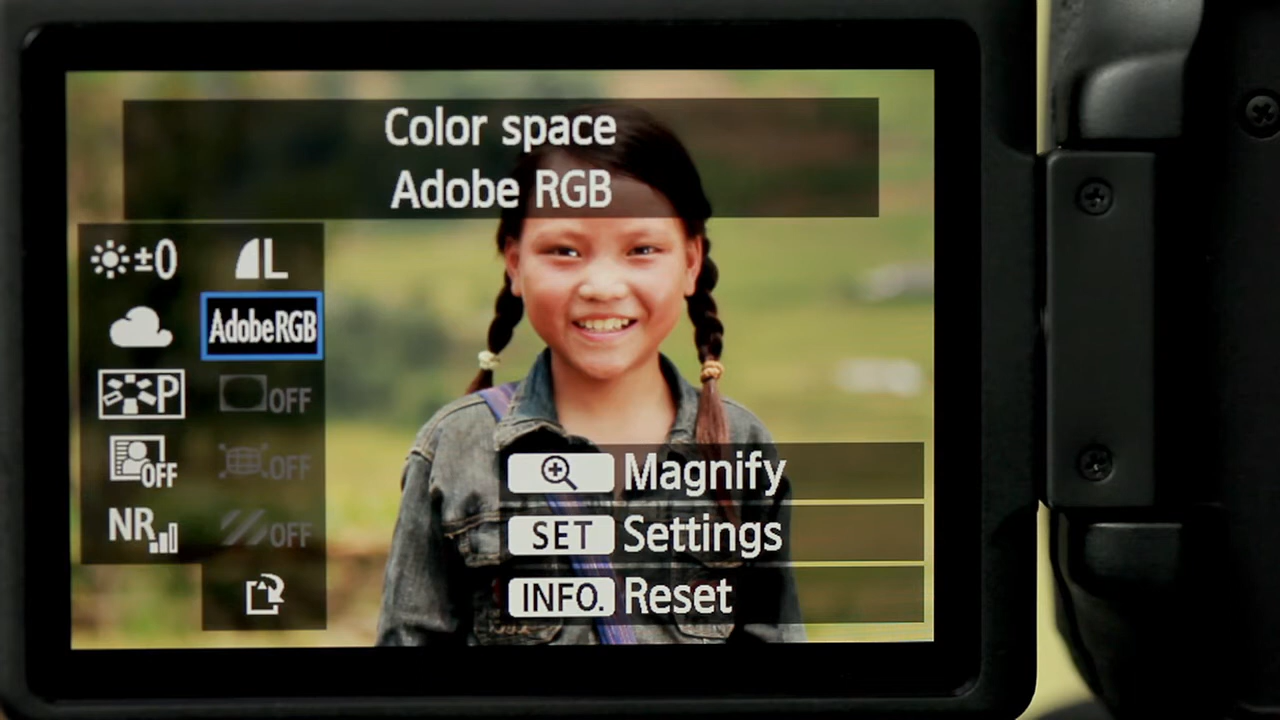 Color space
Adobe RGB
±0
L
AdobeRGB
P
OFF
OFF
OFF
NR
OFF
Magnify
SET Settings
INFO. Reset